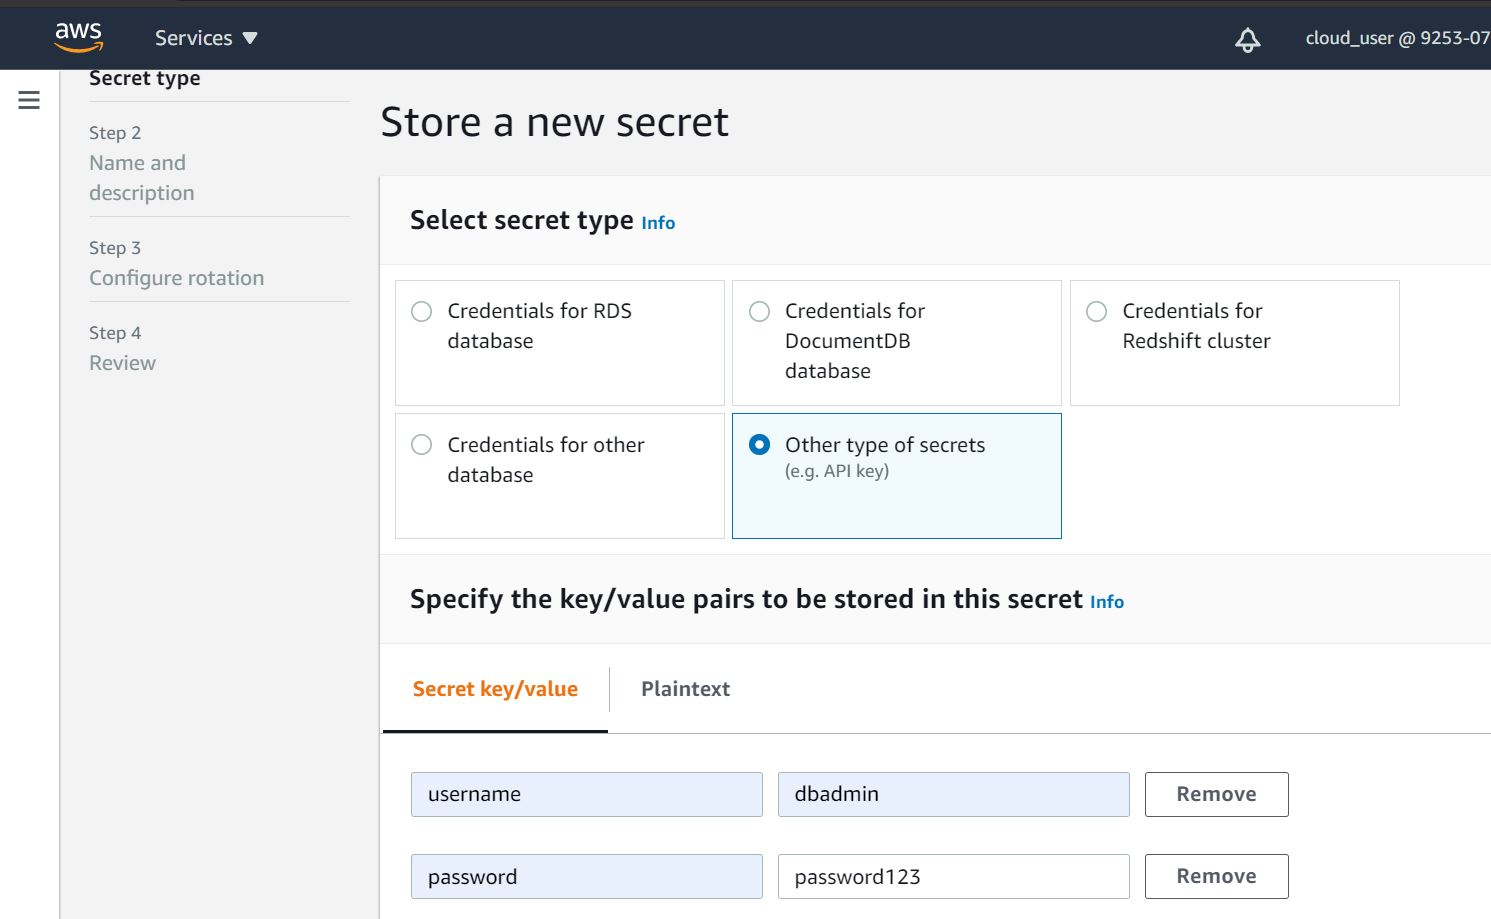 aws
Services
cloud_user @ 9253-07
Secret type
Step 2
Name and
description
Step 3
Configure rotation
Step 4
Review
Store a new secret
Select secret type Info
Credentials for RDS
database
Credentials for
DocumentDB
database
Credentials for
Redshift cluster
Credentials for other
database
Other type of secrets
(e.g. API key)
Specify the key/value pairs to be stored in this secret Info
Secret key/value
Plaintext
username
dbadmin
Remove
password
password123
Remove